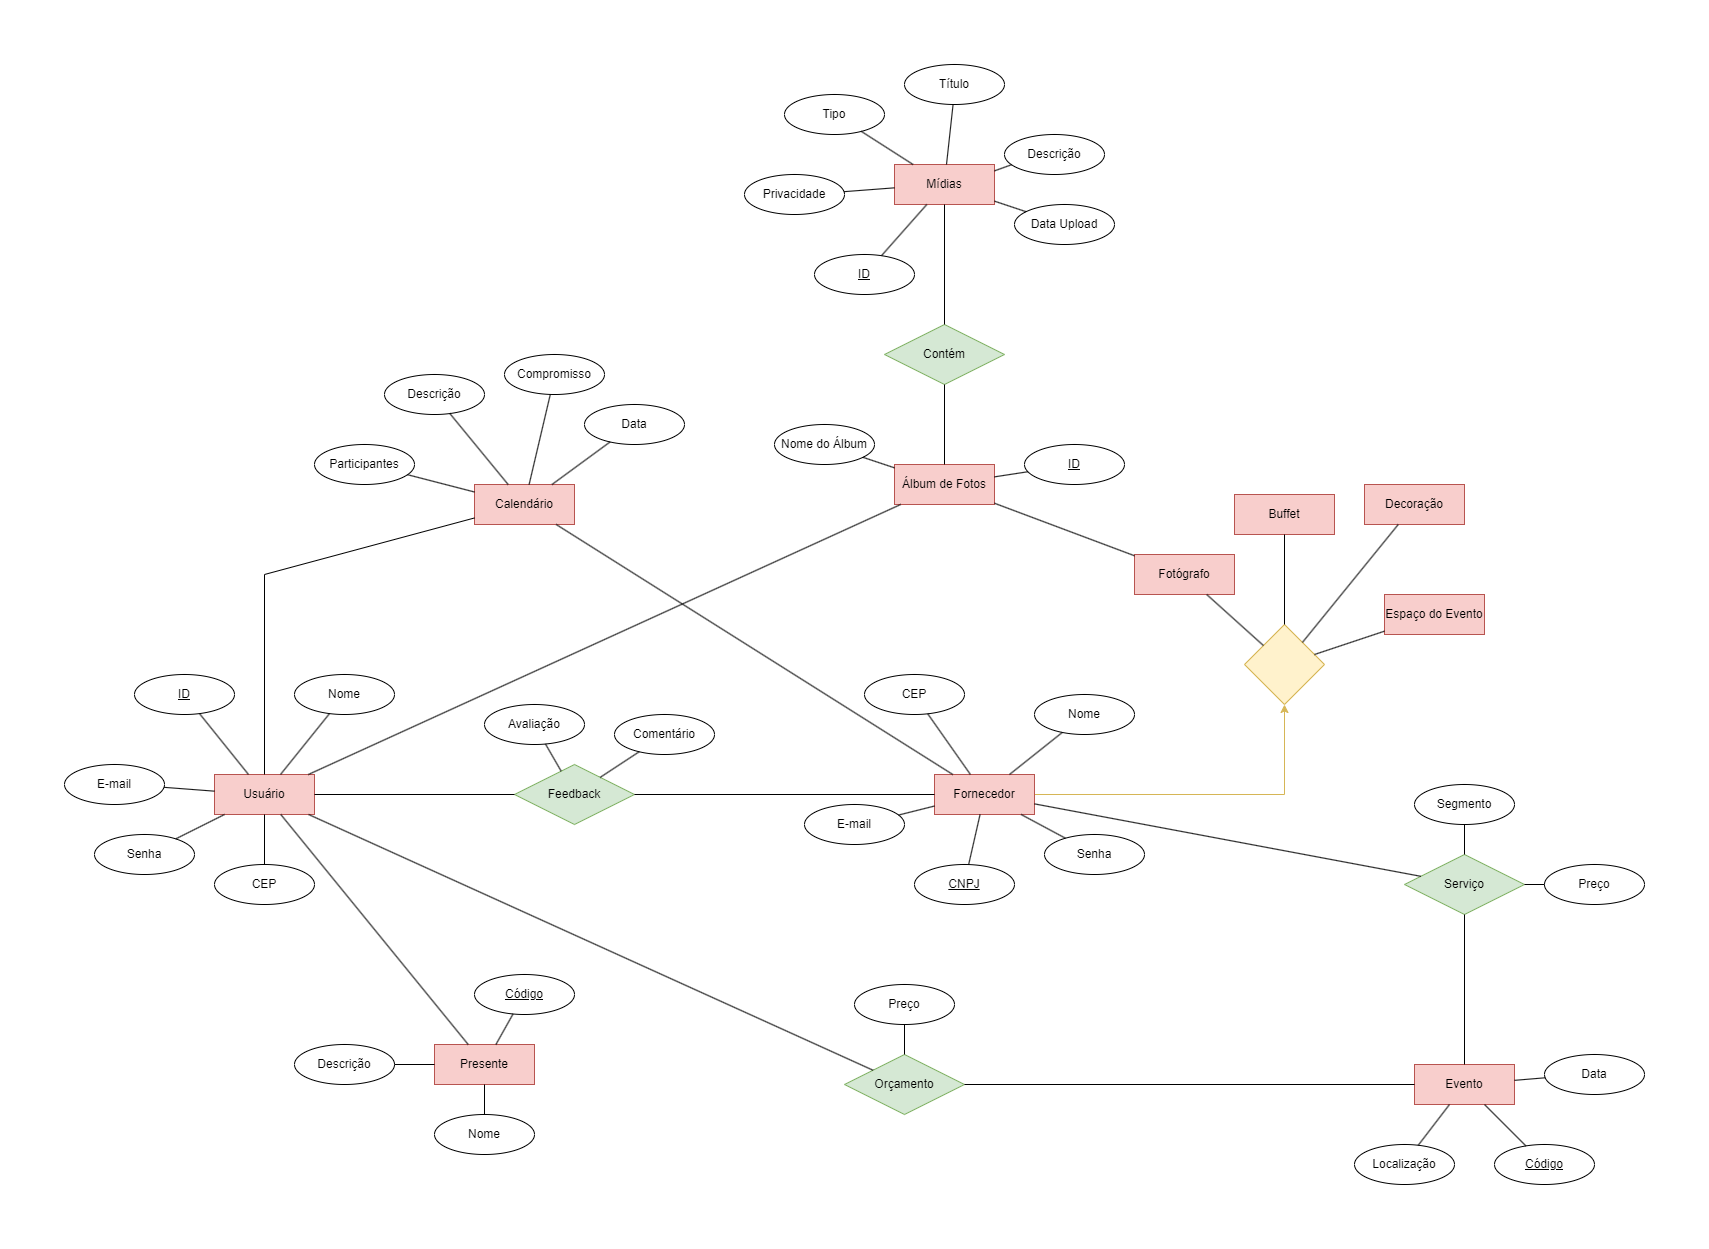 Título
Tipo
Descrição
Mídias
Privacidade
Data Upload
ID
Contém
Compromisso
Descrição
Data
Nome do Álbum
Participantes
ID
Álbum de Fotos
Calendário
Buffet
Decoração
Fotógrafo
Espaço do Evento
ID
Nome
CEP
Nome
Avaliação
Comentário
E-mail
Usuário
Feedback
Fornecedor
Segmento
E-mail
Senha
Senha
CEP
CNPJ
Serviço
Preço
Código
Preço
Descrição
Presente
Orçamento
Evento
Data
Nome
Localização
Código